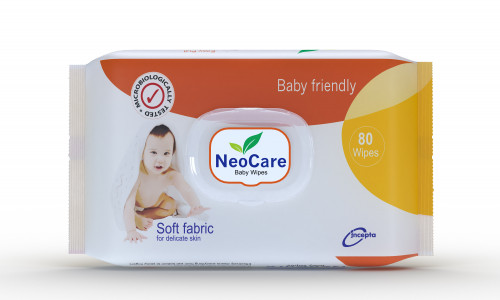 MICROBIOLOGICALLY TESTED
Baby friendly
80
Wipes
NeoCare
Baby Wipes
Soft fabric
for delicate skin
Incepta